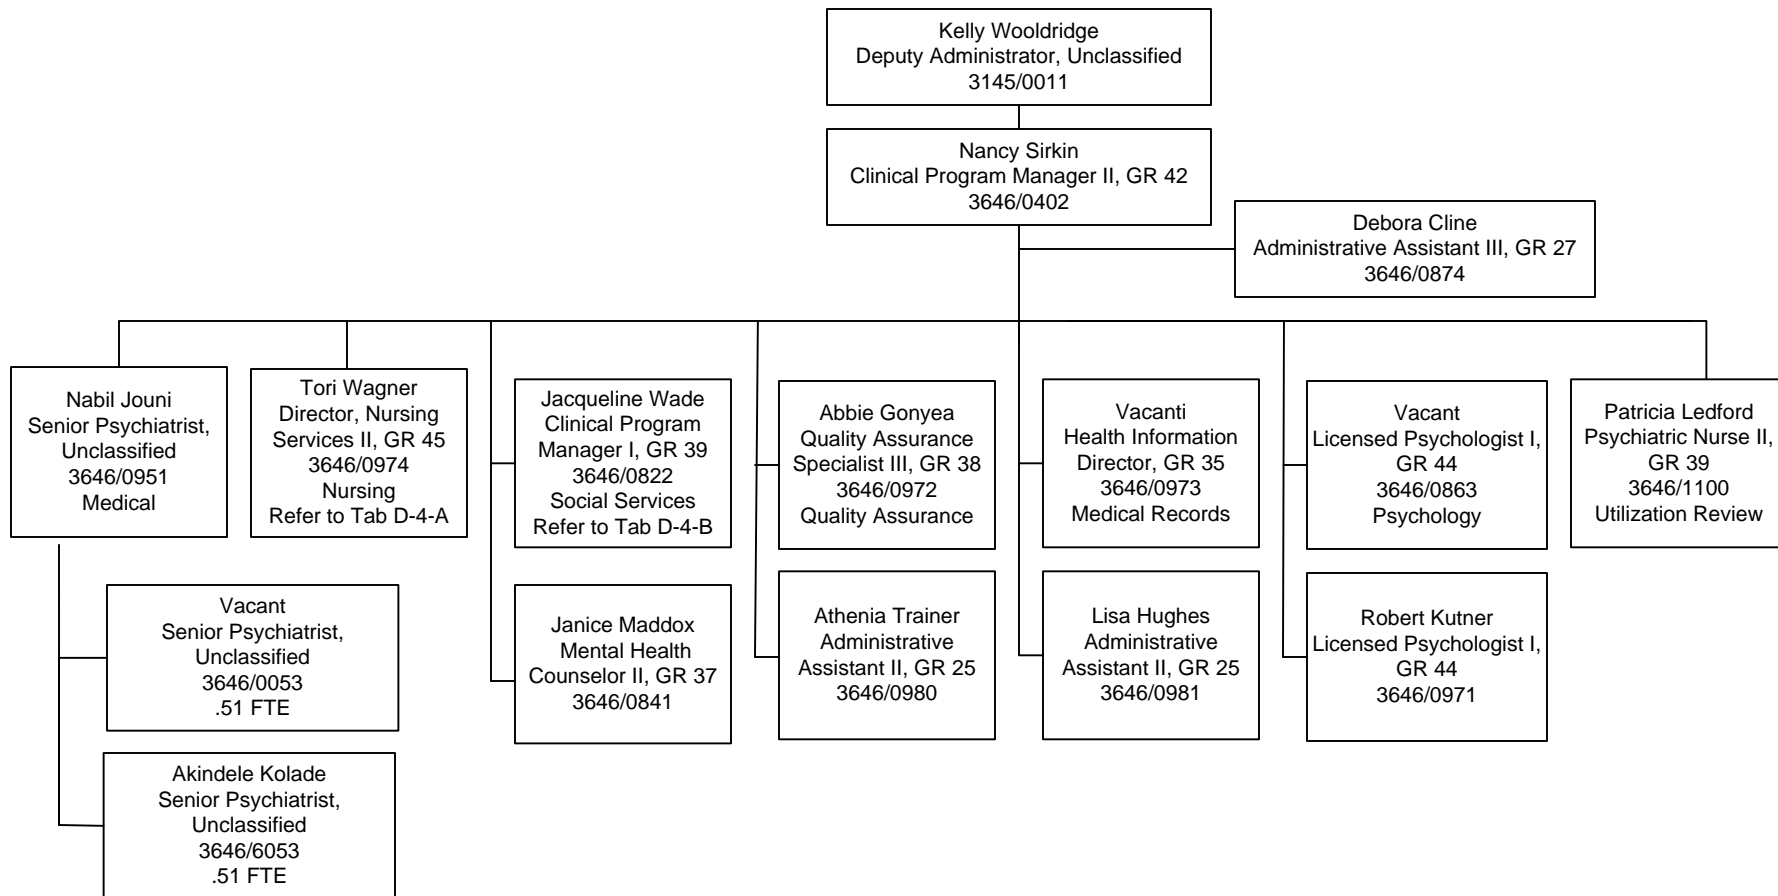 Kelly Wooldridge
Deputy Administrator, Unclassified
3145/0011
Nancy Sirkin
Clinical Program Manager II, GR 42
3646/0402
Debora Cline
Administrative Assistant III, GR 27
3646/0874
Nabil Jouni
Senior Psychiatrist,
Unclassified
3646/0951
Medical
Tori Wagner
Director, Nursing
Services II, GR 45
3646/0974
Nursing
Refer to Tab D-4-A
Jacqueline Wade
Clinical Program
Manager I, GR 39
3646/0822
Social Services
Refer to Tab D-4-B
Abbie Gonyea
Quality Assurance
Specialist III, GR 38
3646/0972
Quality Assurance
Vacanti
Health Information
Director, GR 35
3646/0973
Medical Records
Vacant
Licensed Psychologist I,
GR 44
3646/0863
Psychology
Patricia Ledford
Psychiatric Nurse II,
GR 39
3646/1100
Utilization Review
Vacant
Senior Psychiatrist,
Unclassified
3646/0053
.51 FTE
Janice Maddox
Mental Health
Counselor II, GR 37
3646/0841
Athenia Trainer
Administrative
Assistant II, GR 25
3646/0980
Lisa Hughes
Administrative
Assistant II, GR 25
3646/0981
Robert Kutner
Licensed Psychologist I,
GR 44
3646/0971
Akindele Kolade
Senior Psychiatrist,
Unclassified
3646/6053
.51 FTE